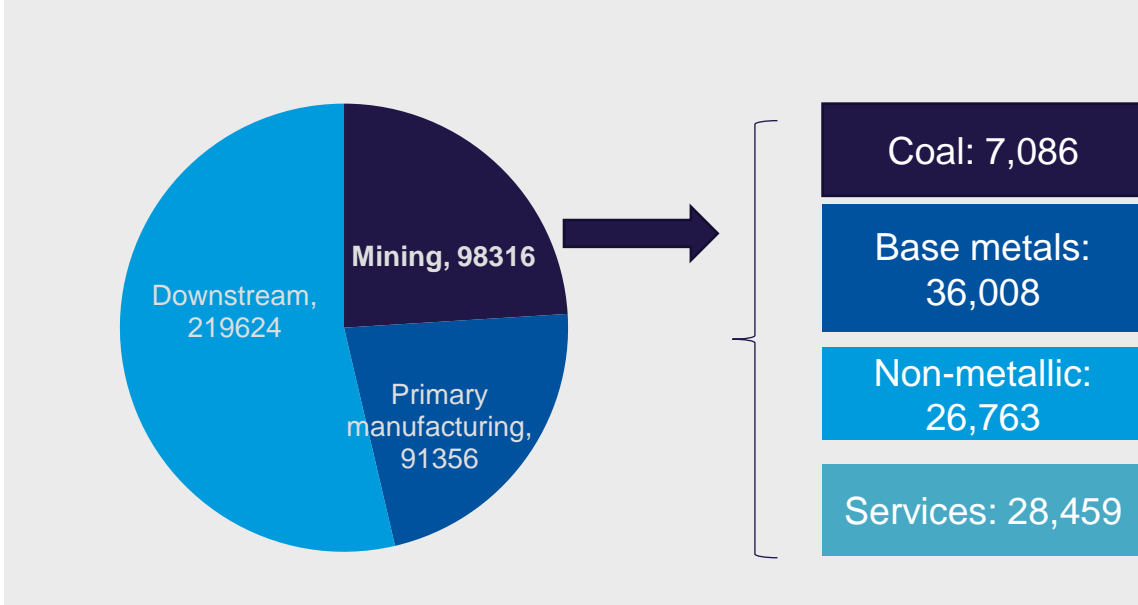 Mining, 98316
Downstream,
219624
Primary
manufacturing,
91356
Coal: 7,086
Base metals:
36,008
Non-metallic:
26,763
Services: 28,459